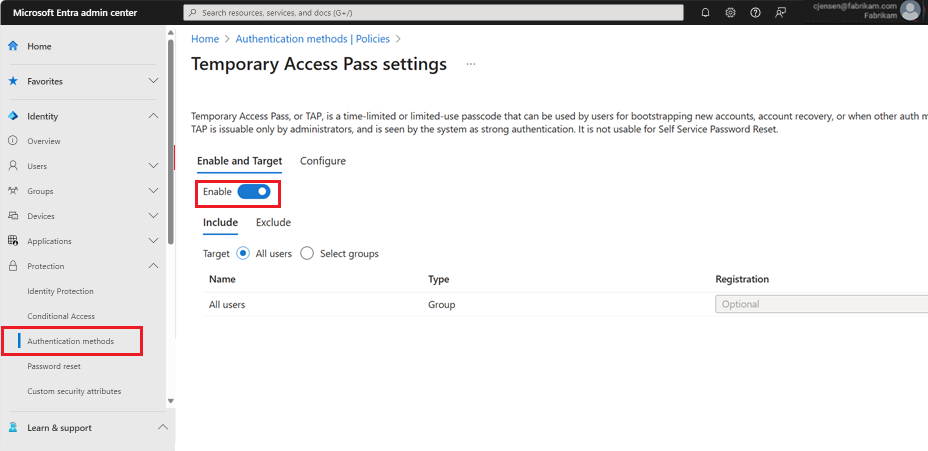 Microsoft Entra admin center
Search resources, services, and docs (G+/)
cjensen@fabrikam.com
Fabrikam
Home
Favorites
Identity
Overview
Users
Groups
Devices
Applications
Protection
Identity Protection
Conditional Access
Authentication methods
Password reset
Custom security attributes
Learn & support
Home > Authentication methods | Policies >
Temporary Access Pass settings ...
Temporary Access Pass, or TAP, is a time-limited or limited-use passcode that can be used by users for bootstrapping new accounts, account recovery, or when other auth m
TAP is issuable only by administrators, and is seen by the system as strong authentication. It is not usable for Self Service Password Reset.
Enable and Target Configure
Enable
Include Exclude
Target All users Select groups
Name Type Registration
All users Group Optional